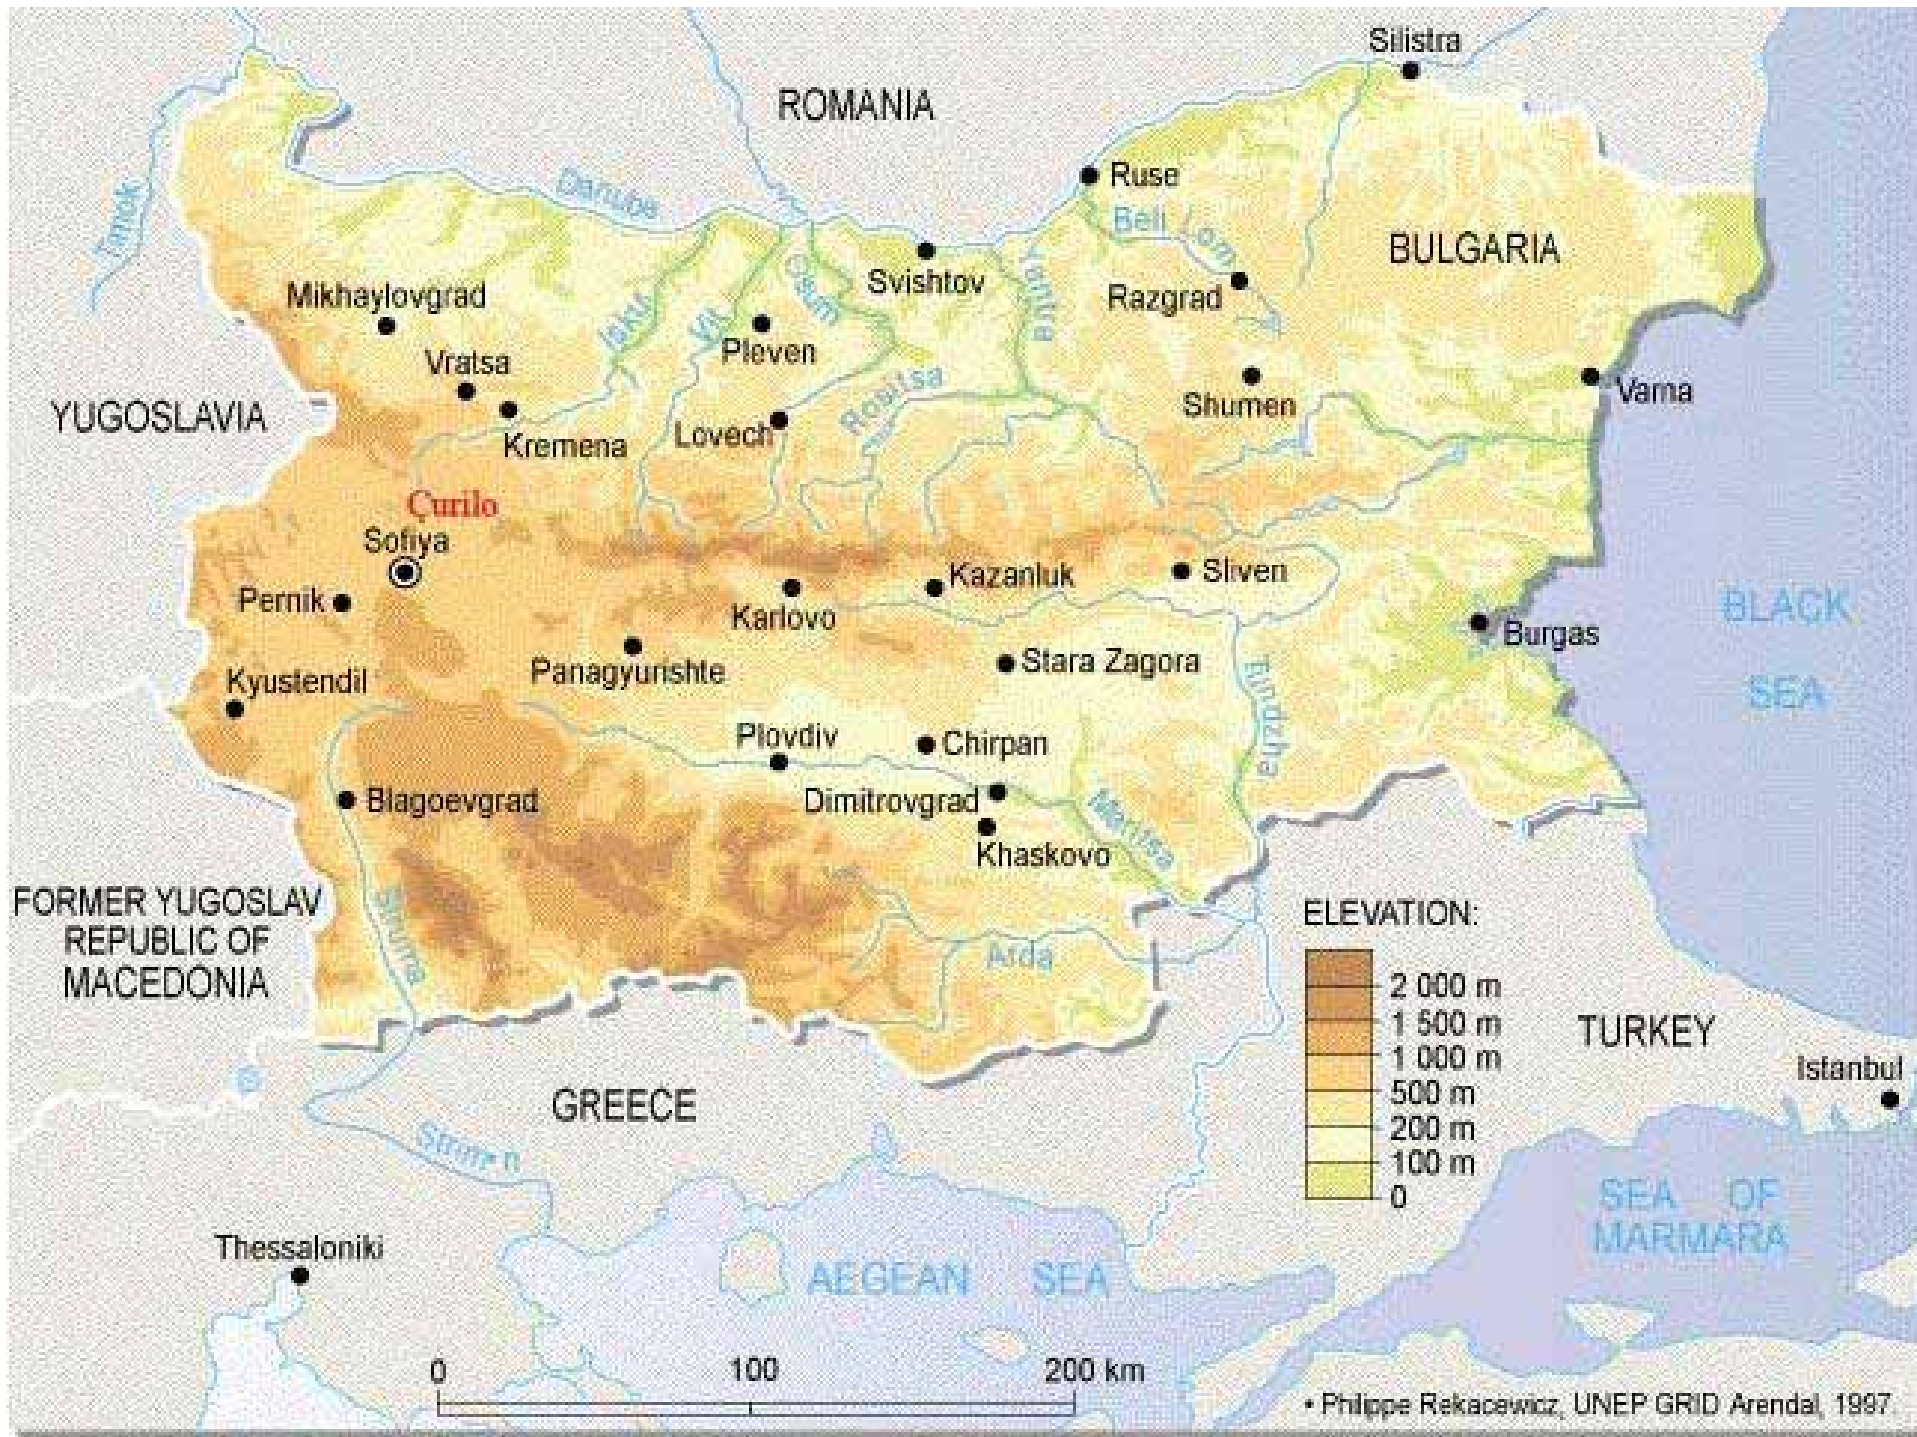 Silistra
ROMANIA
Danube
Timok
Ruse
Beli Lom
BULGARIA
Svishtov
Yantra
Razgrad
Mikhaylovgrad
Iskur
Vit
Osum
Pleven
Vratsa
Rositsa
Shumen
Varna
YUGOSLAVIA
Kremena
Lovech
Curilo
Sofiya
Pernik
Karlovo
Kazanluk
Sliven
BLACK
SEA
Burgas
Kyustendil
Panagyurishte
Stara Zagora
Tundzha
Plovdiv
Chirpan
Blagoevgrad
Dimitrovgrad
Maritsa
Khaskovo
FORMER YUGOSLAV
REPUBLIC OF
MACEDONIA
Struma
Arda
ELEVATION:
2 000 m
1 500 m
1 000 m
500 m
200 m
100 m
0
TURKEY
Istanbul
GREECE
SEA OF
MARMARA
Thessaloniki
AEGEAN SEA
0 100 200 km
• Philippe Rekacewicz, UNEP GRID Arendal, 1997.